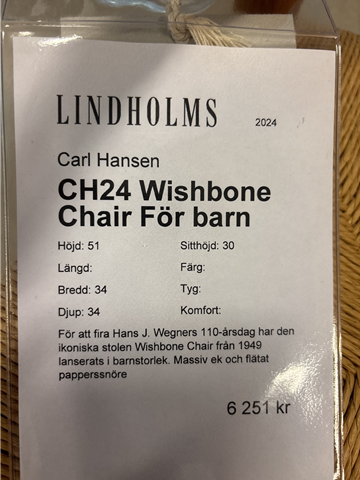 LINDHOLMS 2024
Carl Hansen
CH24 Wishbone
Chair För barn
Höjd: 51 Sitthöjd: 30
Längd: Färg:
Bredd: 34 Tyg:
Djup: 34 Komfort:
För att fira Hans J. Wegners 110-årsdag har den
ikoniska stolen Wishbone Chair från 1949
lanserats i barnstorlek. Massiv ek och flätat
papperssnöre
6 251 kr